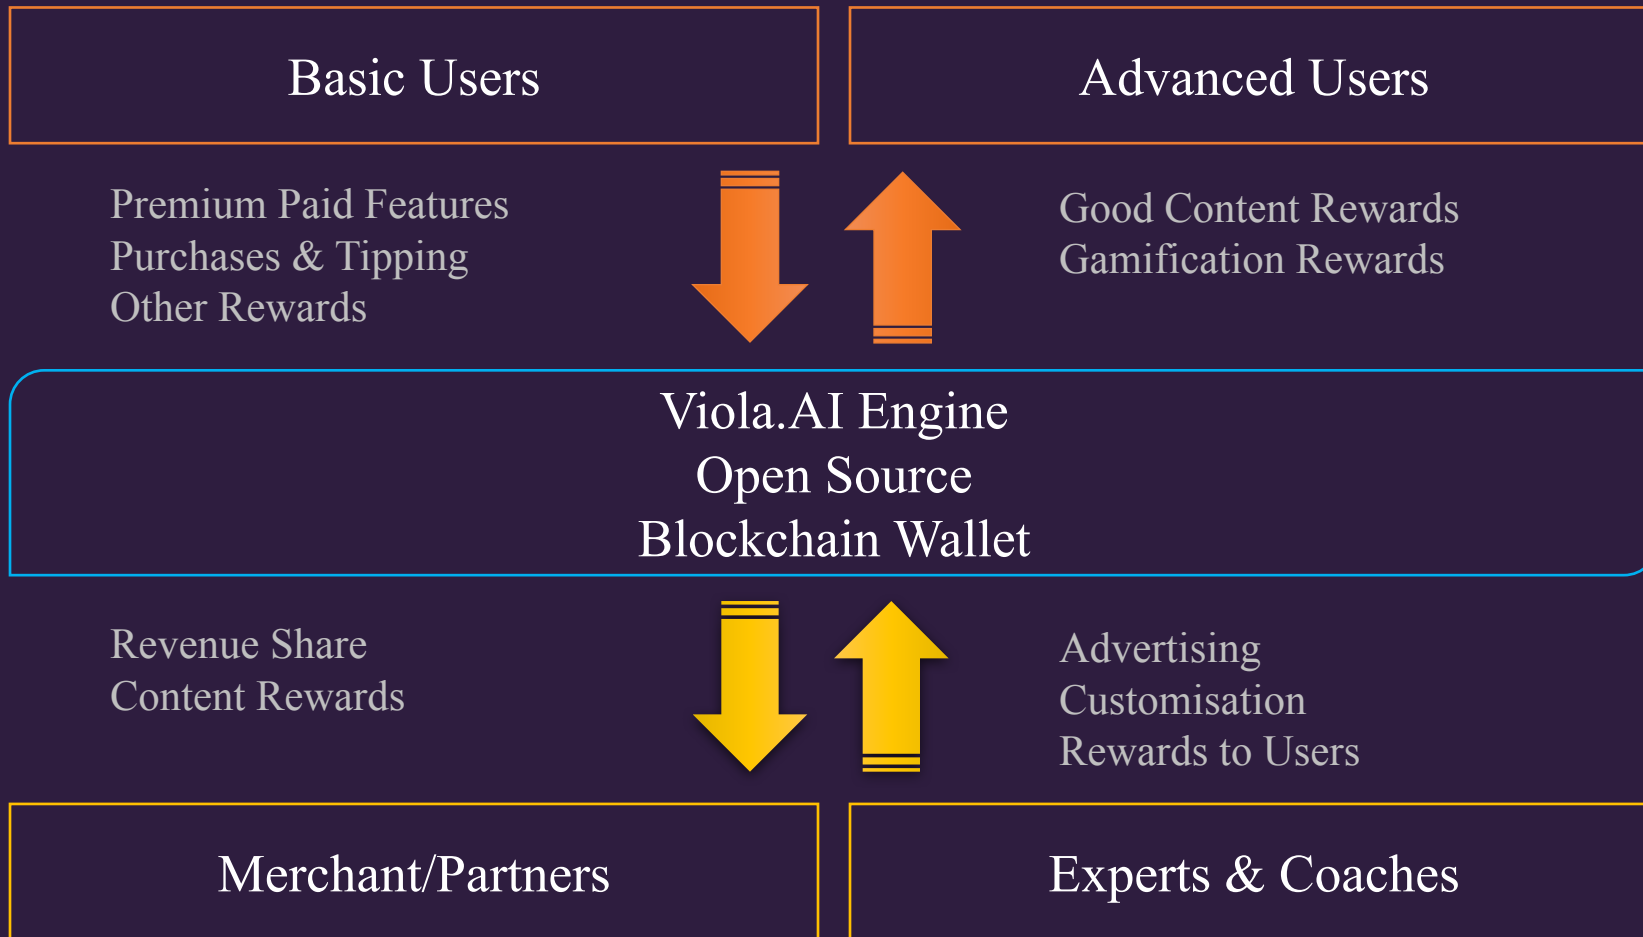 Basic Users
Advanced Users
Premium Paid Features
Purchases & Tipping
Other Rewards
Good Content Rewards
Gamification Rewards
Viola.AI Engine
Open Source
Blockchain Wallet
Revenue Share
Content Rewards
Advertising
Customisation
Rewards to Users
Merchant/Partners
Experts & Coaches